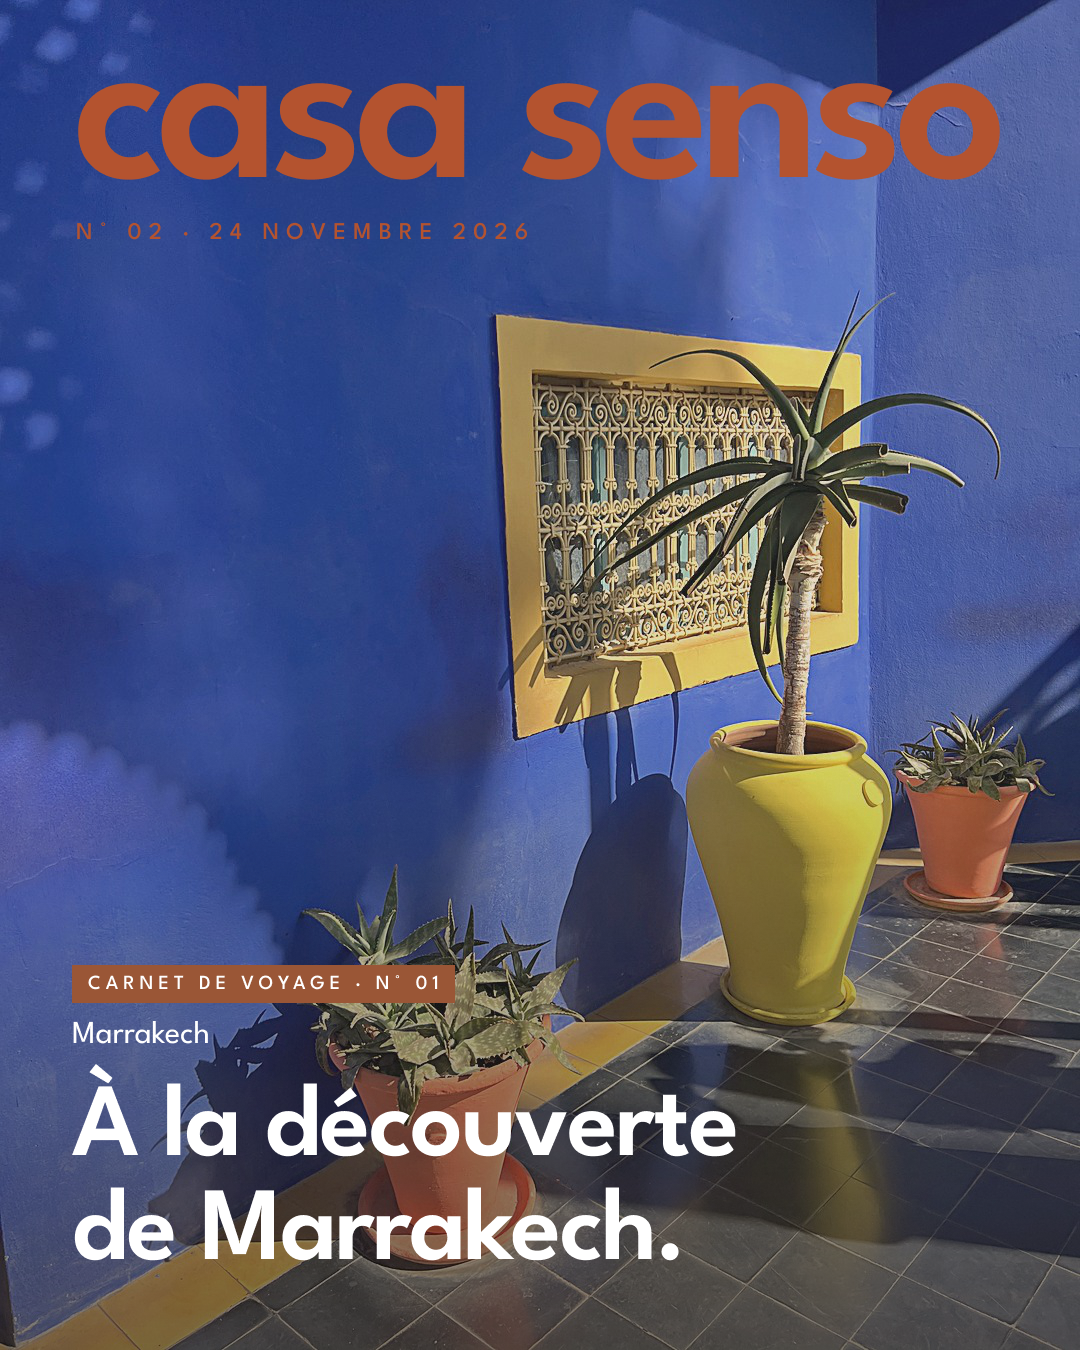 casa senso
N° 02 · 24 NOVEMBRE 2026
CARNET DE VOYAGE · N° 01
Marrakech
À la découverte
de Marrakech.